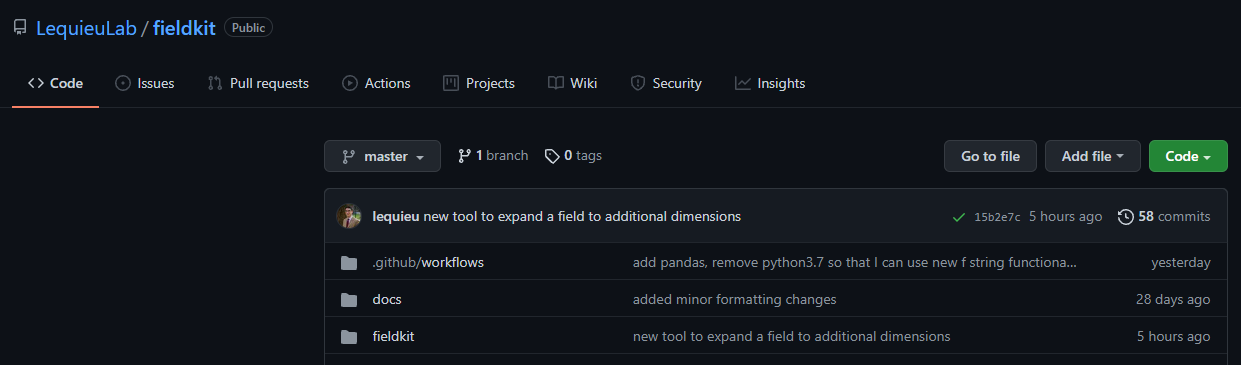 LequieuLab / fieldkit Public
Code Issues Pull requests Actions Projects Wiki Security Insights
master 1 branch 0 tags Go to file Add file Code
lequieu new tool to expand a field to additional dimensions 15b2e7c 5 hours ago 58 commits
.github/workflows add pandas, remove python3.7 so that I can use new f string functiona... yesterday
docs added minor formatting changes 28 days ago
fieldkit new tool to expand a field to additional dimensions 5 hours ago